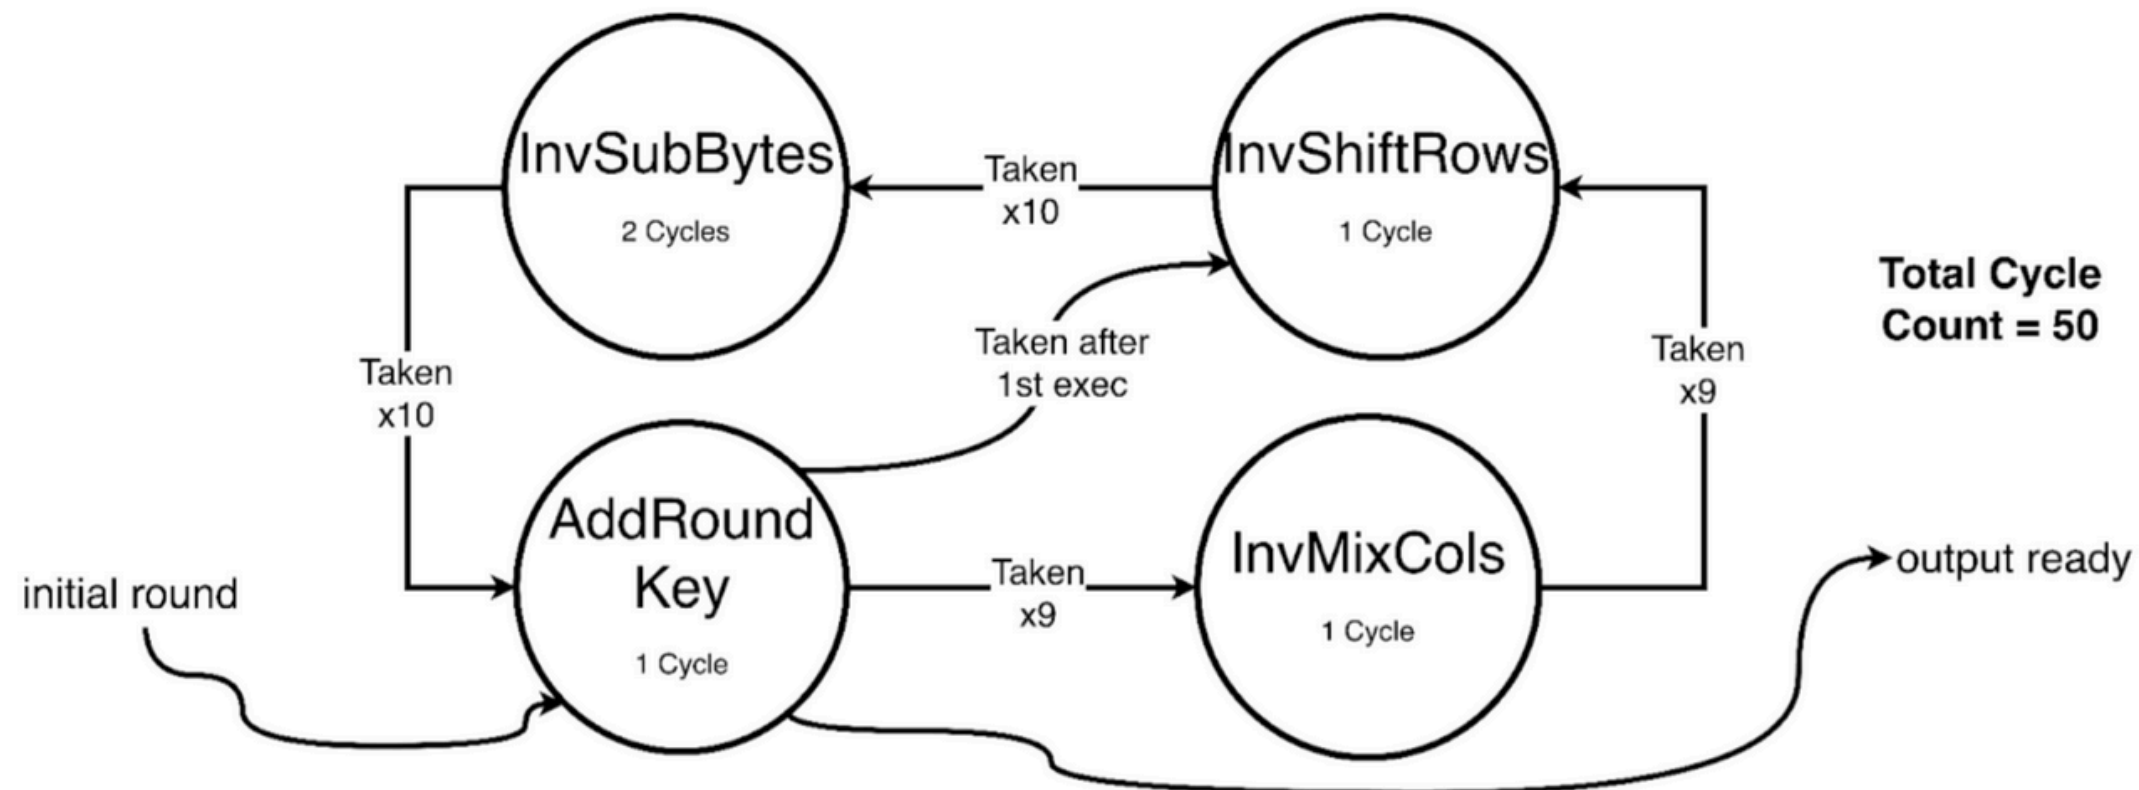 InvSubBytes
2 Cycles
Taken
x10
InvShiftRows
1 Cycle
Total Cycle
Count = 50
Taken after
1st exec
Taken
x9
Taken
x10
initial round
AddRound
Key
1 Cycle
Taken
x9
InvMixCols
1 Cycle
output ready